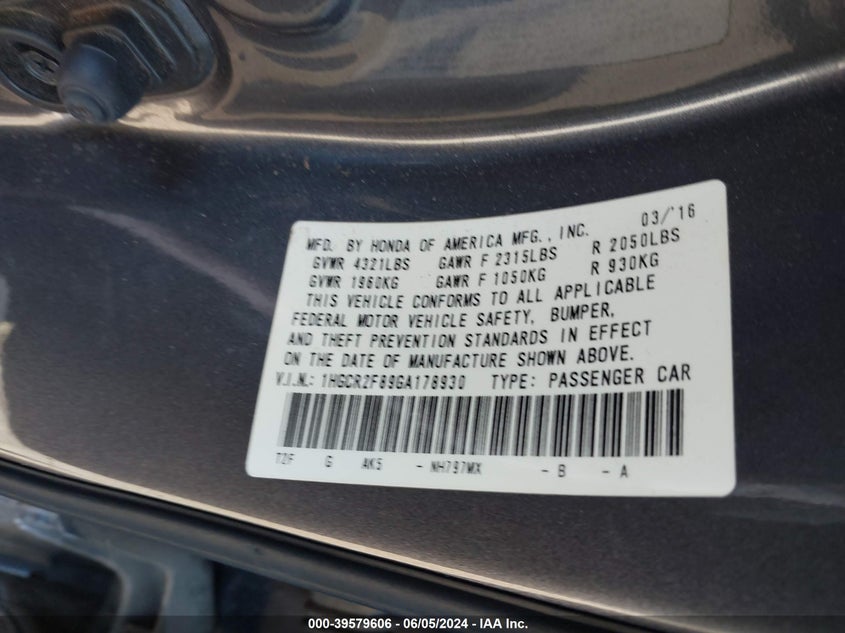 03/'16
MFD. BY HONDA OF AMERICA MFG., INC.
GVWR 4321LBS GAWR F 2315LBS R 2050LBS
GVWR 1960KG GAWR F 1050KG R 930KG
THIS VEHICLE CONFORMS TO ALL APPLICABLE
FEDERAL MOTOR VEHICLE SAFETY, BUMPER,
AND THEFT PREVENTION STANDARDS IN EFFECT
ON THE DATE OF MANUFACTURE SHOWN ABOVE.
V.I.N.: 1HGCR2F89GA178930 TYPE: PASSENGER CAR
T2F G AK5 - NH797MX - B - A
000-39579606 - 06/05/2024 - IAA Inc.